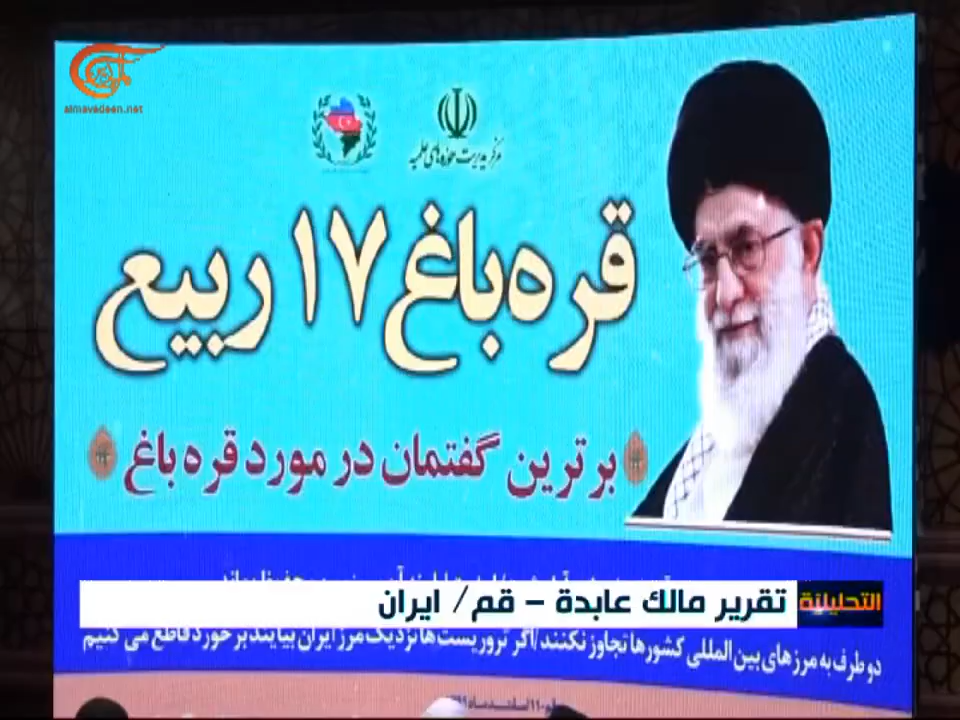 almayadeen.net
مرکز مدیریت حوزه‌های علمیه
قره‌باغ ۱۷ ربیع
برترین گفتمان در مورد قره باغ
التحليلية
تقرير مالك عابدة - قم/ ايران
دو طرف به مرزهای بین المللی کشورها تجاوز نکنند/اگر تروریست ها نزدیک مرز ایران بیایند برخورد قاطع می کنیم